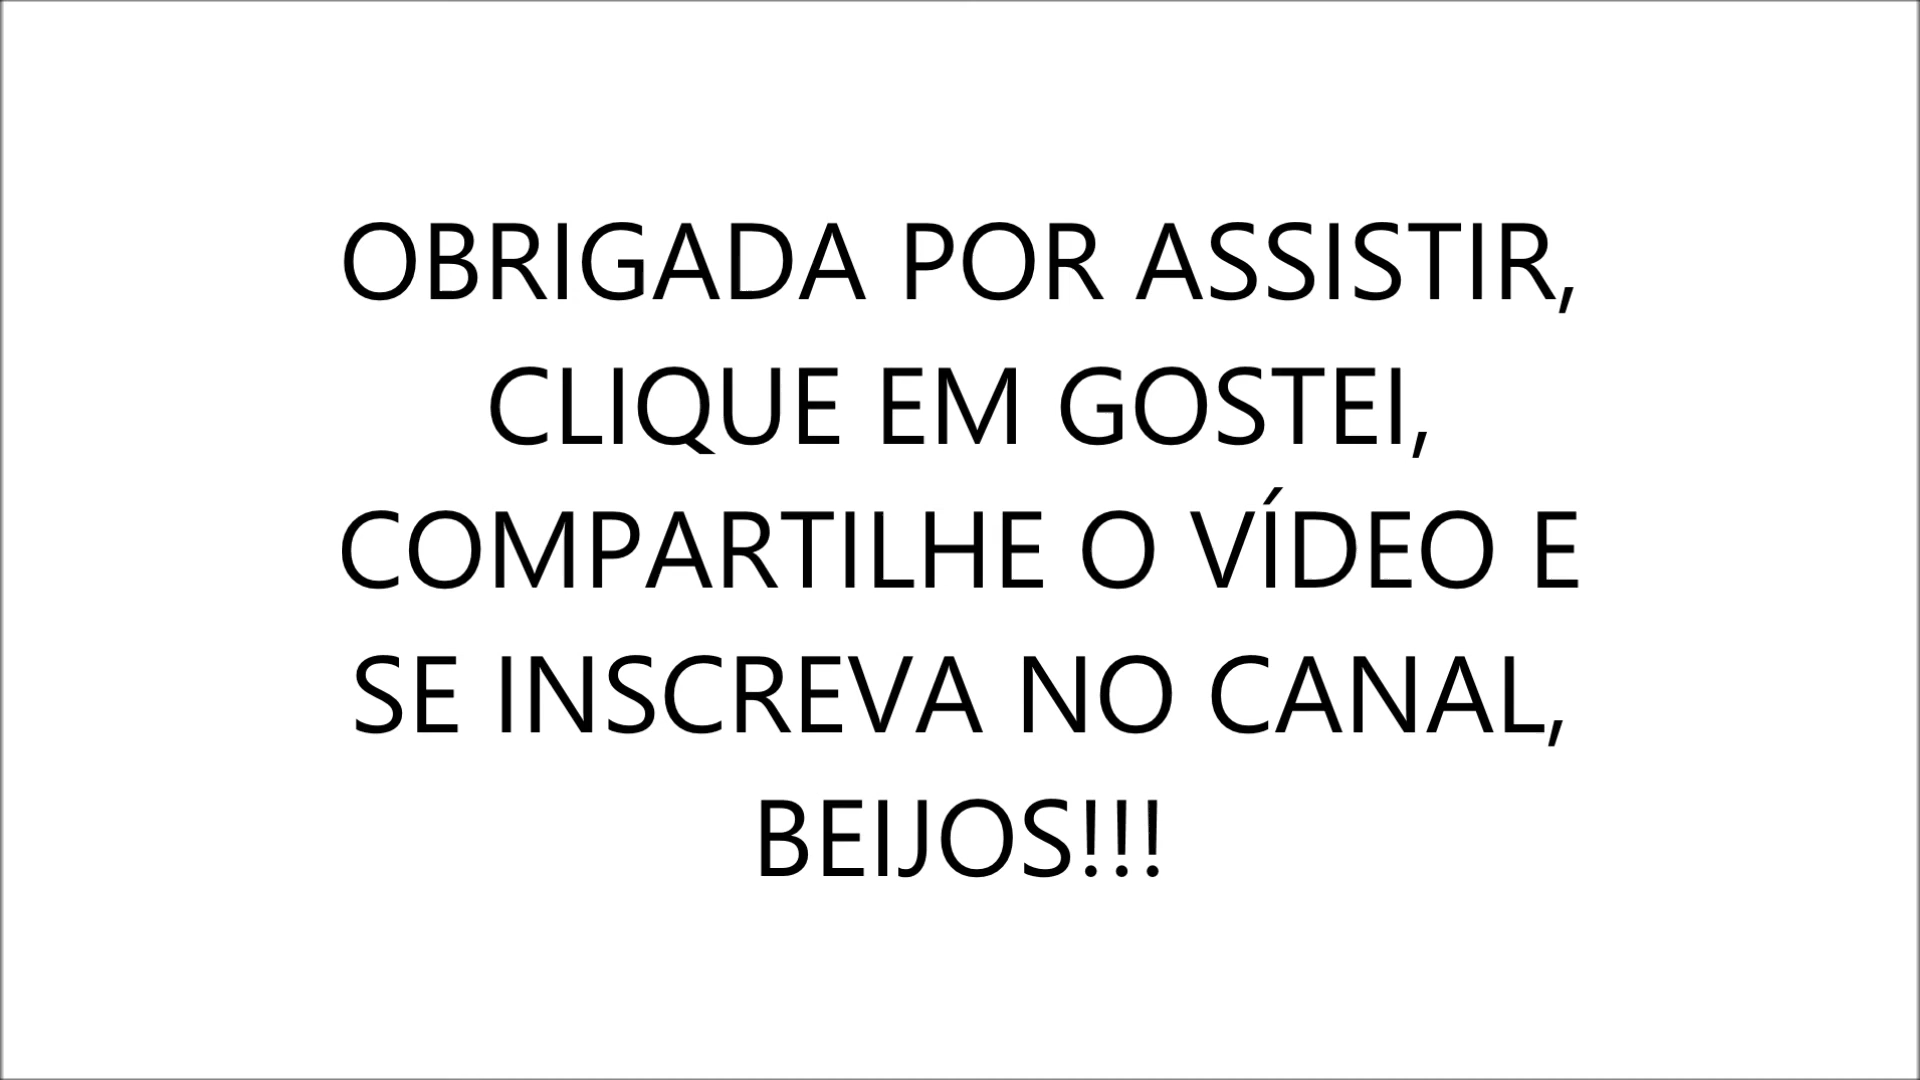 OBRIGADA POR ASSISTIR,
CLIQUE EM GOSTEI,
COMPARTILHE O VÍDEO E
SE INSCREVA NO CANAL,
BEIJOS!!!